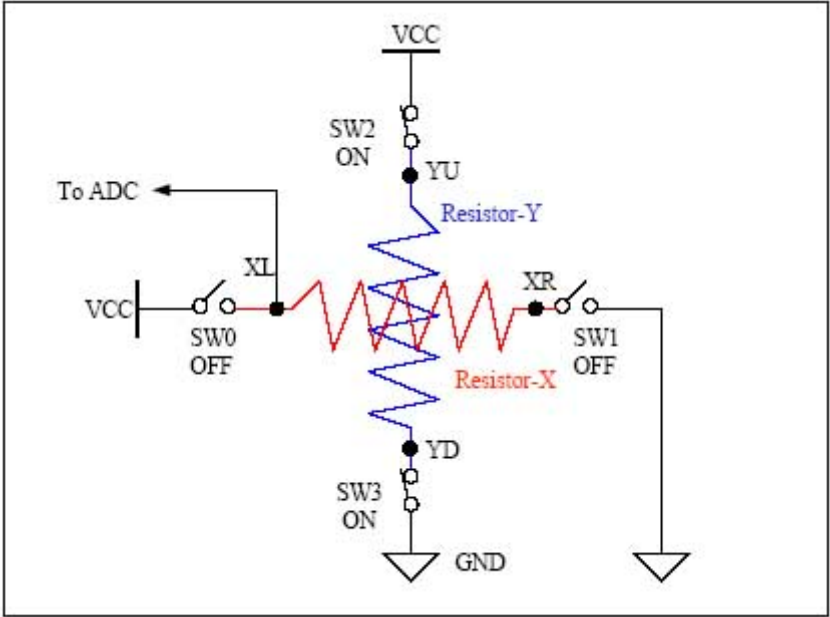 VCC
SW2
ON
YU
To ADC
Resistor-Y
XL
XR
VCC
SW0
OFF
SW1
OFF
Resistor-X
YD
SW3
ON
GND